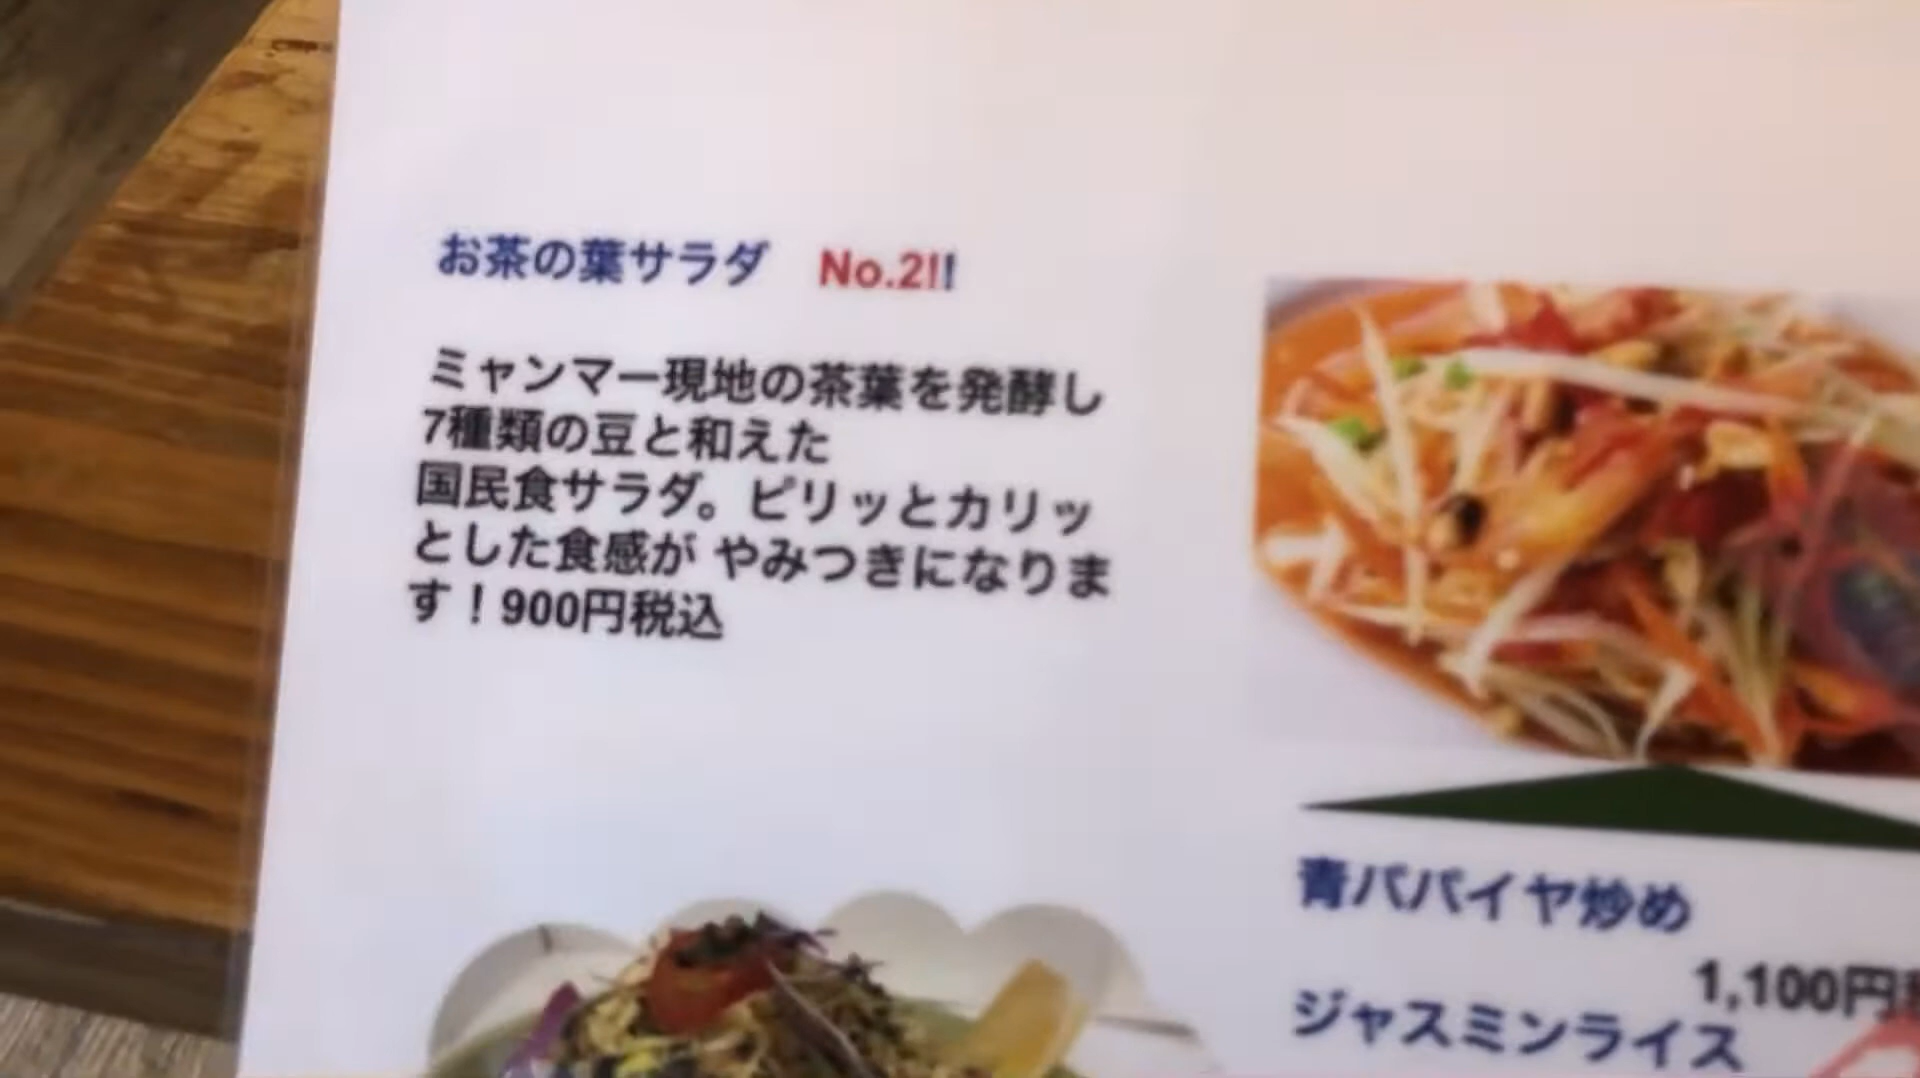 お茶の葉サラダ No.2!!
ミャンマー現地の茶葉を発酵し
7種類の豆と和えた
国民食サラダ。ピリッとカリッ
とした食感が やみつきになりま
す！900円税込
青パパイヤ炒め
1,100円
ジャスミンライス